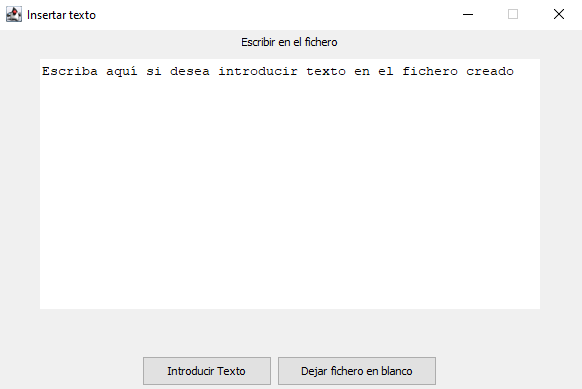 Insertar texto
Escribir en el fichero
Escriba aquí si desea introducir texto en el fichero creado
Introducir Texto
Dejar fichero en blanco